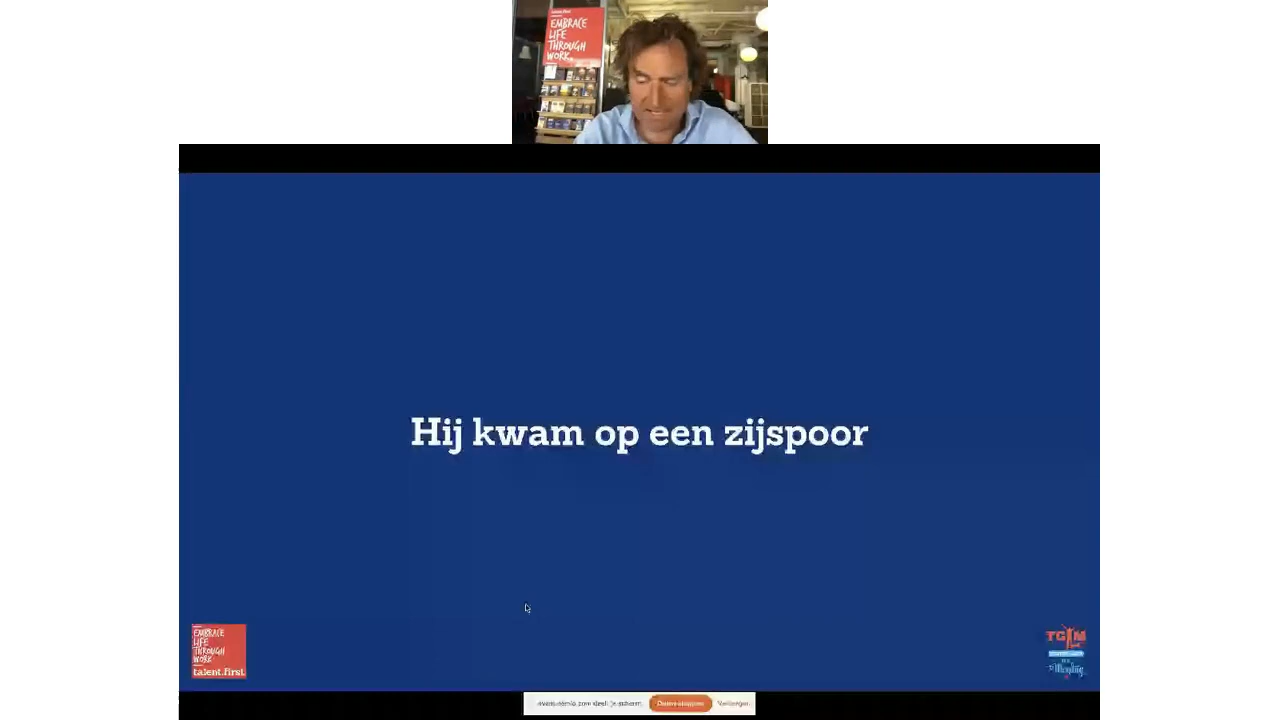 EMBRACE
LIFE
THROUGH
WORK.
Hij kwam op een zijspoor
EMBRACE
LIFE
THROUGH
WORK
talent.first
TGIM